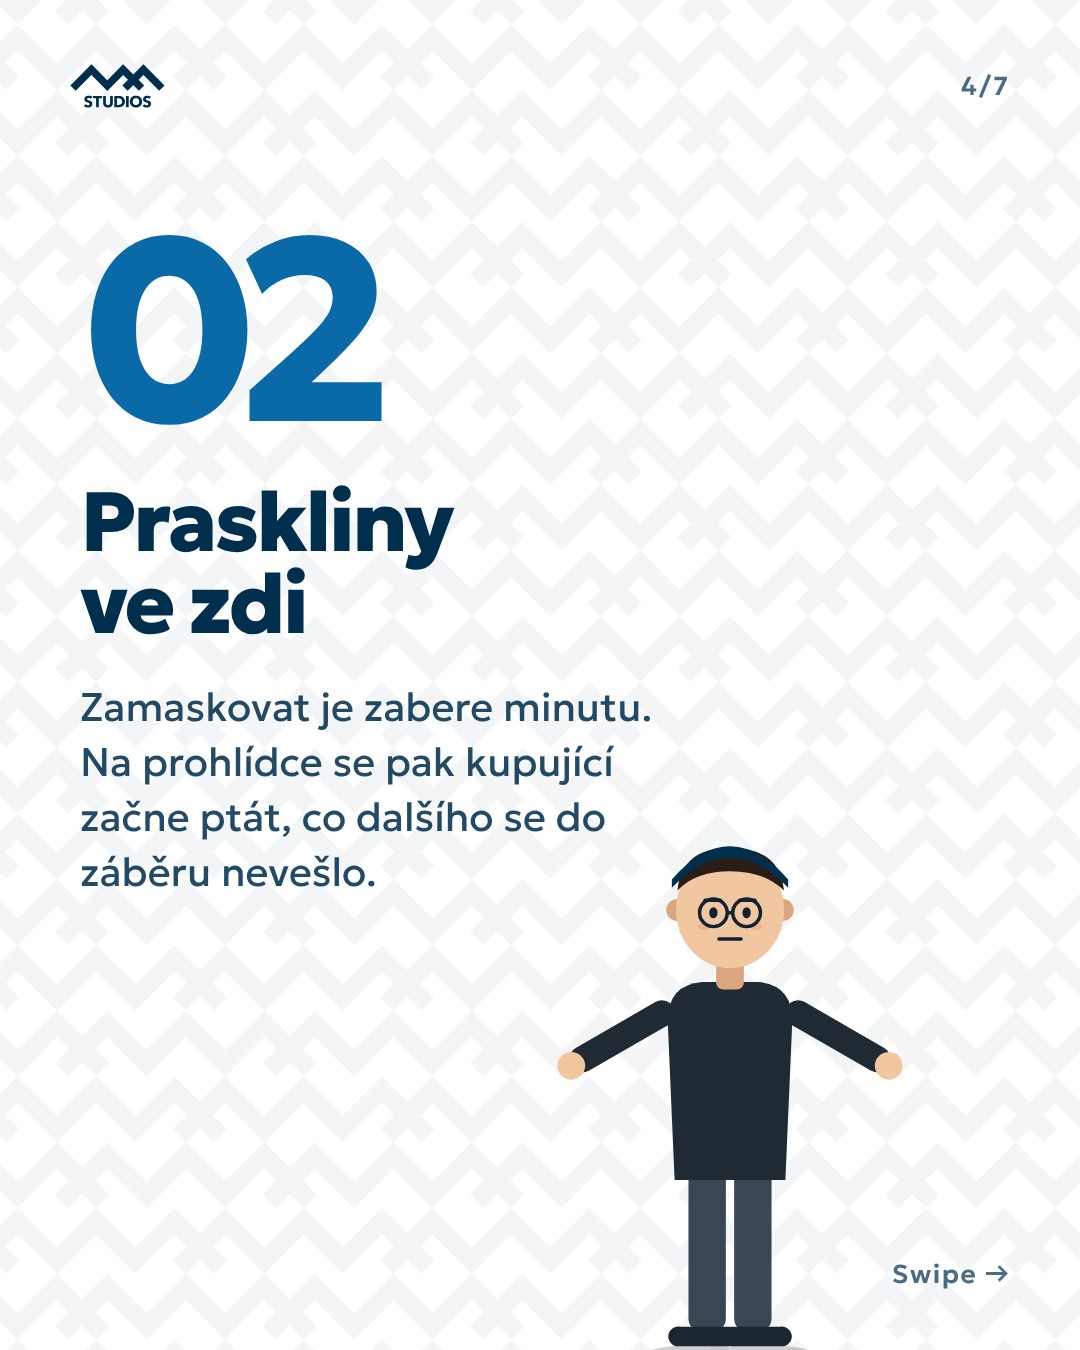 STUDIOS
4/7
02
Praskliny
ve zdi
Zamaskovat je zabere minutu.
Na prohlídce se pak kupující
začne ptát, co dalšího se do
záběru nevešlo.
Swipe →